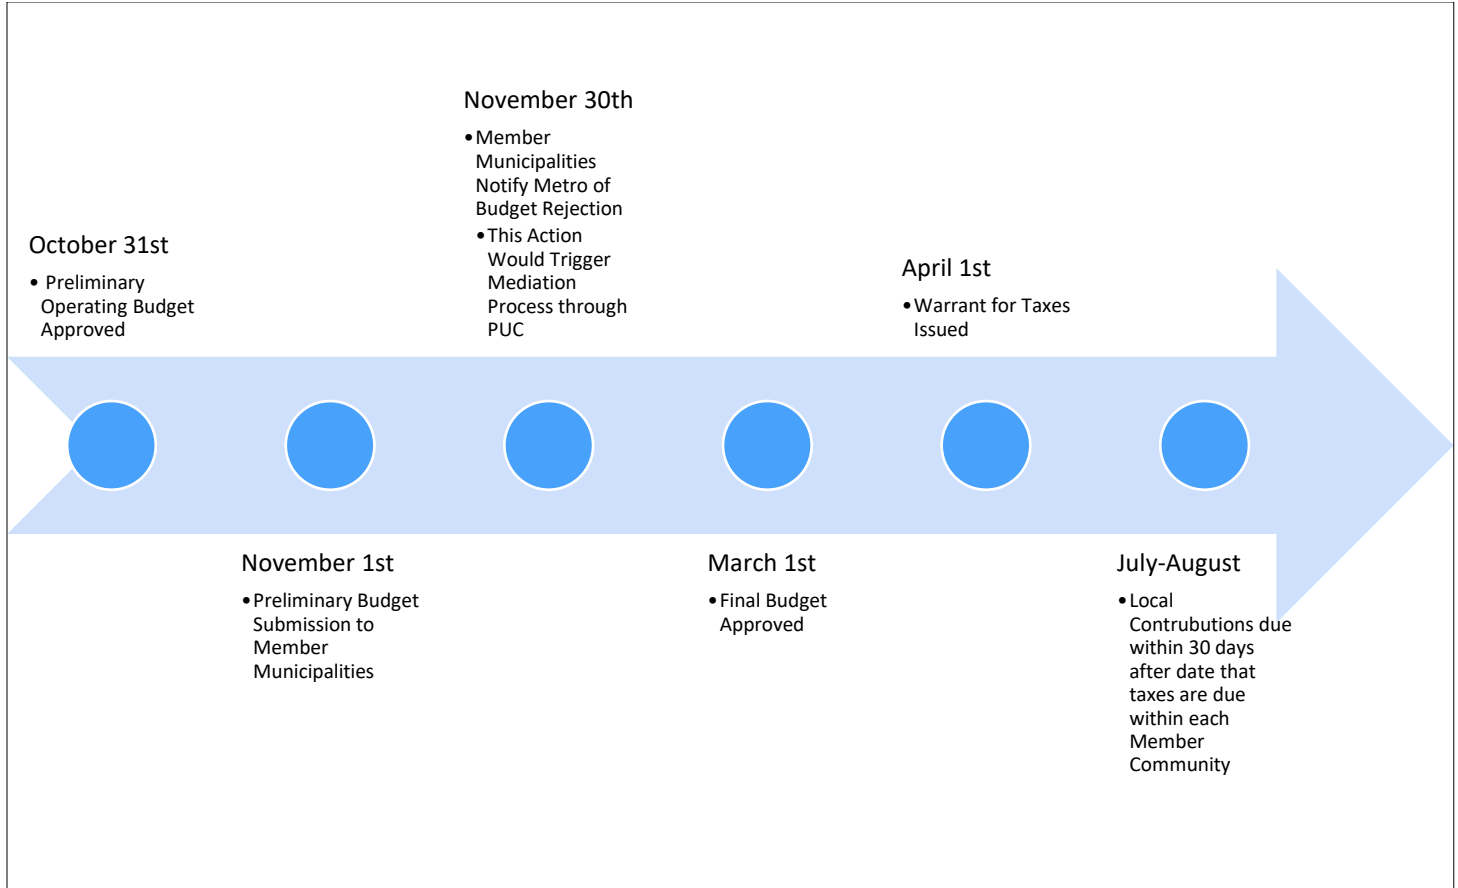 October 31st
• Preliminary
Operating Budget
Approved
November 1st
•Preliminary Budget
Submission to
Member
Municipalities
November 30th
•Member
Municipalities
Notify Metro of
Budget Rejection
•This Action
Would Trigger
Mediation
Process through
PUC
March 1st
•Final Budget
Approved
April 1st
•Warrant for Taxes
Issued
July-August
•Local
Contrubutions due
within 30 days
after date that
taxes are due
within each
Member
Community